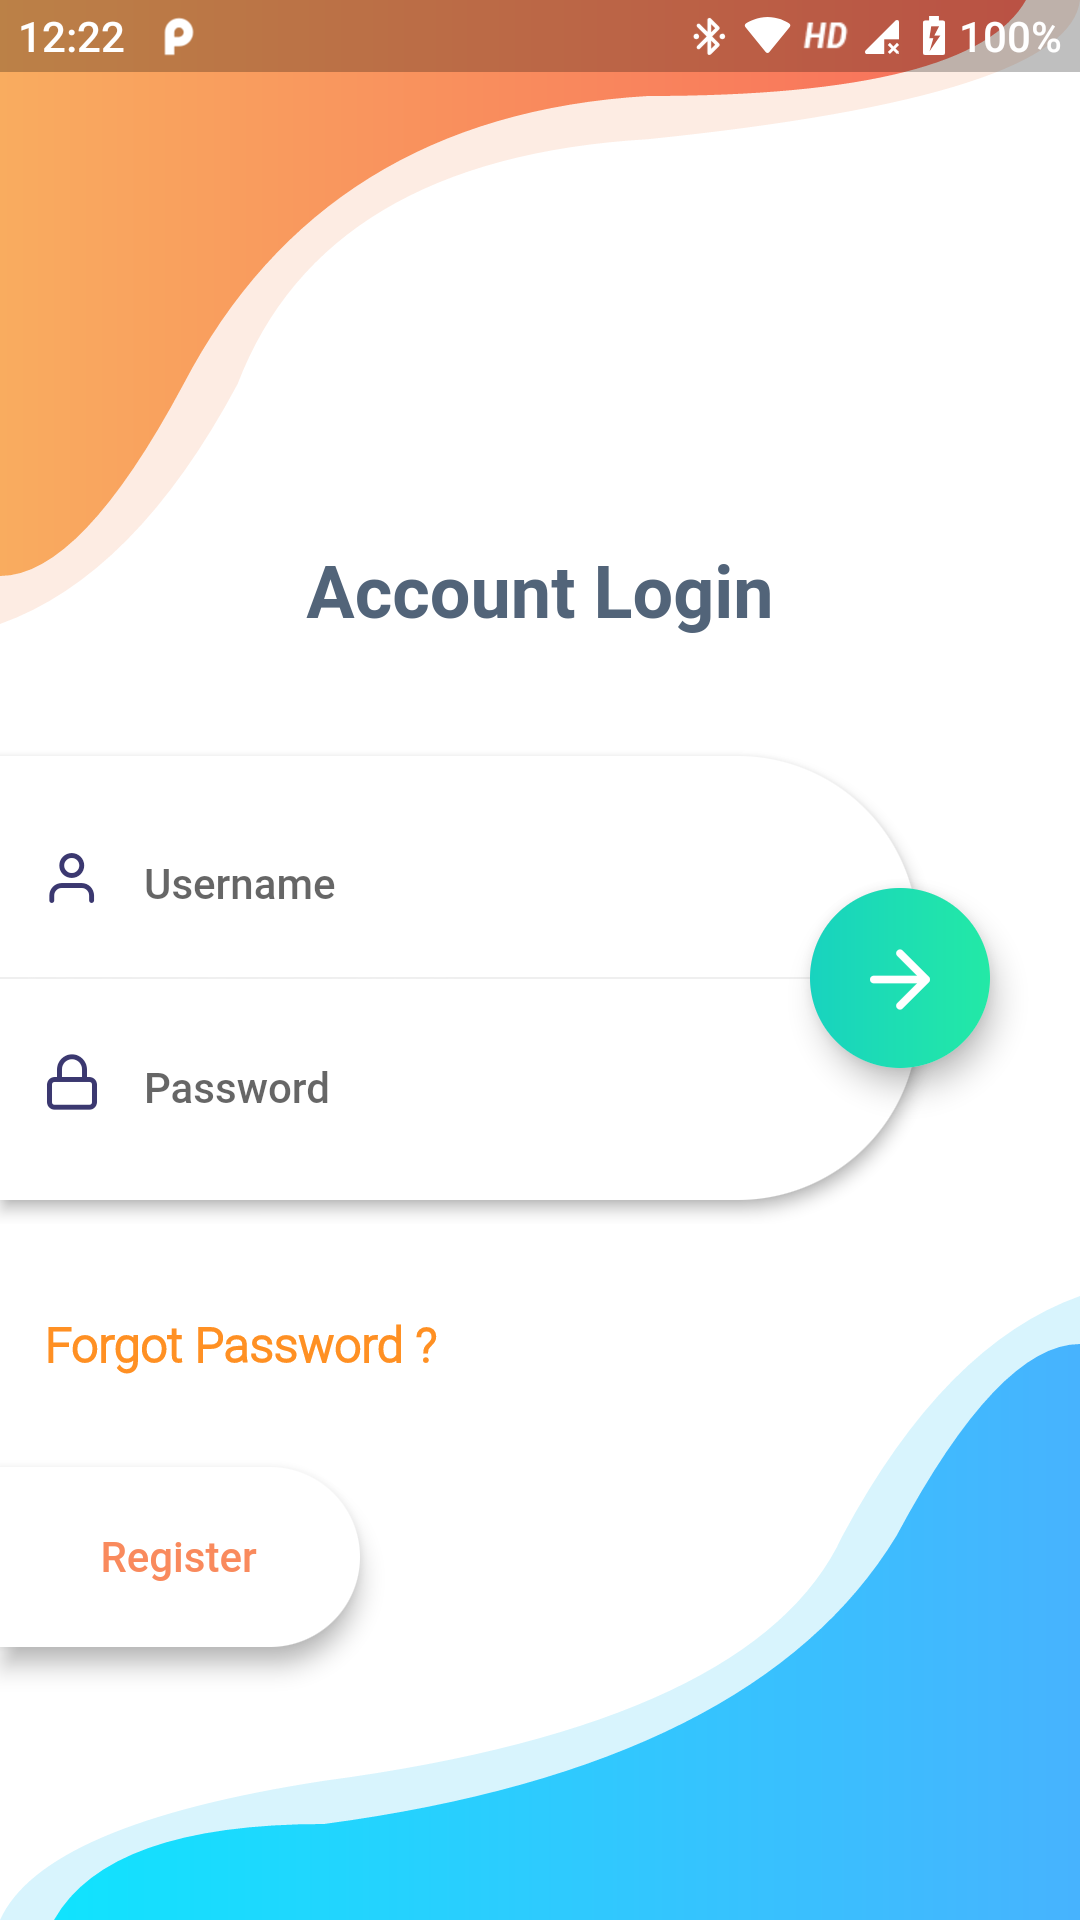 12:22 HD 100%
Account Login
Username
Password
Forgot Password ?
Register